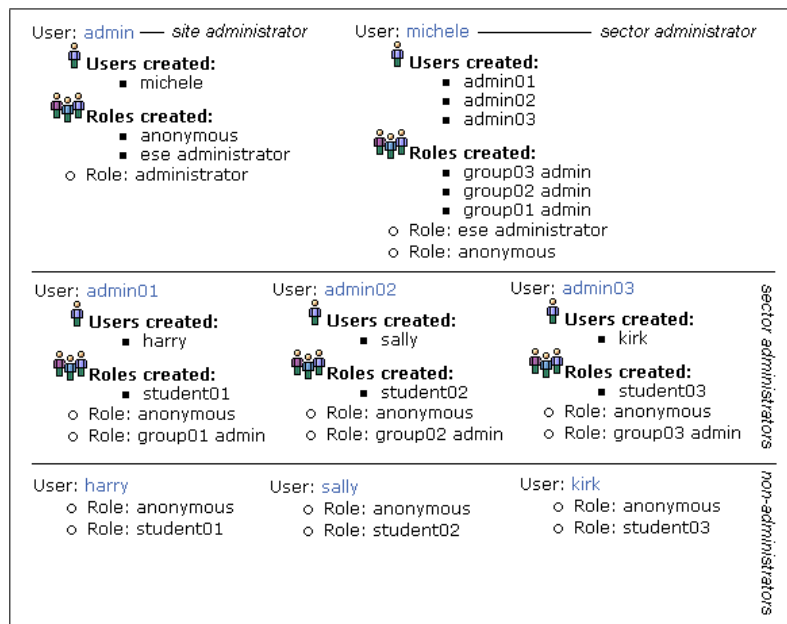 User: admin — site administrator
Users created:
▪ michele
Roles created:
▪ anonymous
▪ ese administrator
○ Role: administrator
User: michele — sector administrator
Users created:
▪ admin01
▪ admin02
▪ admin03
Roles created:
▪ group03 admin
▪ group02 admin
▪ group01 admin
○ Role: ese administrator
○ Role: anonymous
User: admin01
Users created:
▪ harry
Roles created:
▪ student01
○ Role: anonymous
○ Role: group01 admin
User: admin02
Users created:
▪ sally
Roles created:
▪ student02
○ Role: anonymous
○ Role: group02 admin
User: admin03
Users created:
▪ kirk
Roles created:
▪ student03
○ Role: anonymous
○ Role: group03 admin
sector administrators
User: harry
○ Role: anonymous
○ Role: student01
User: sally
○ Role: anonymous
○ Role: student02
User: kirk
○ Role: anonymous
○ Role: student03
non-administrators